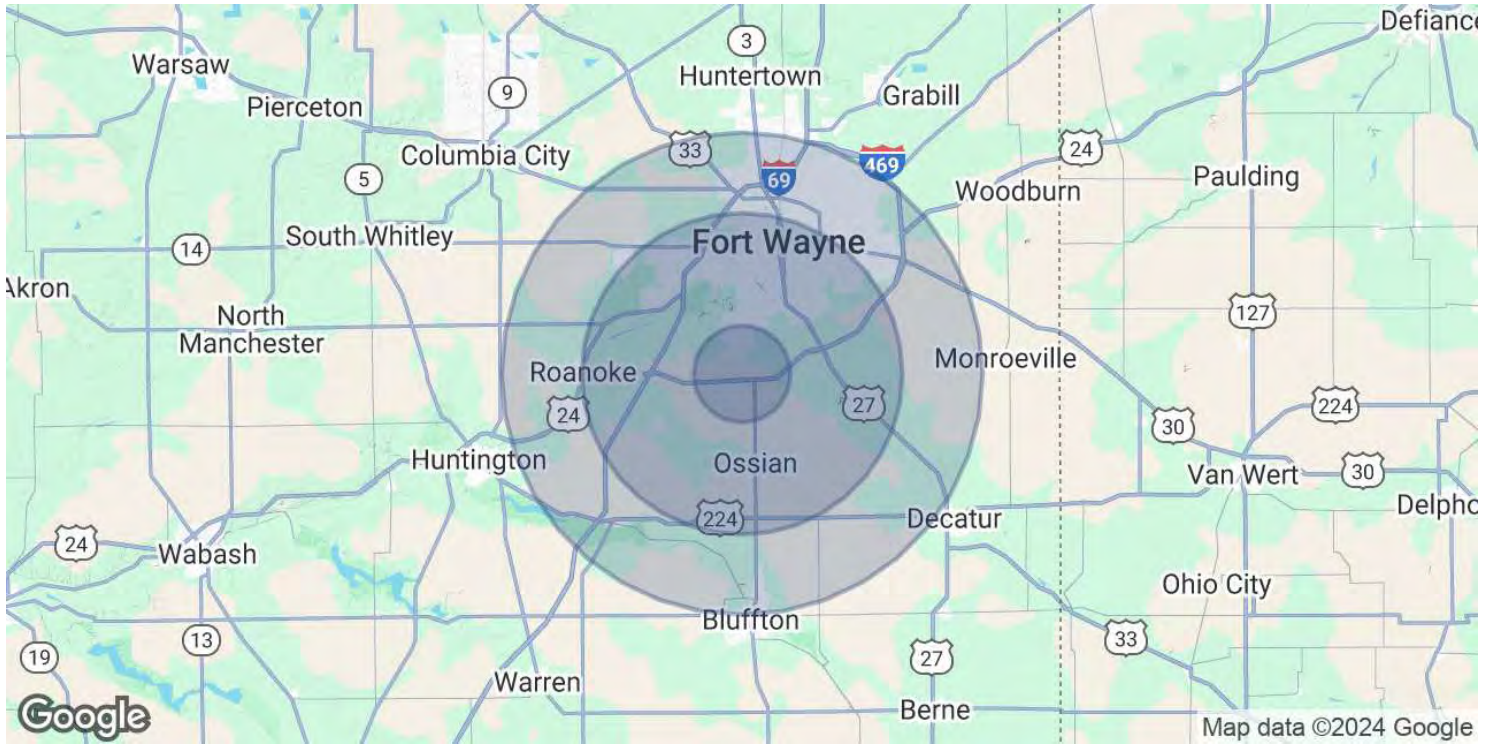 Defiance
3
Warsaw
Huntertown
9
Grabill
Pierceton
33
24
Columbia City
469
5
69
Paulding
Woodburn
South Whitley
14
Fort Wayne
Akron
127
North
Manchester
Monroeville
Roanoke
27
24
224
30
Huntington
Ossian
Van Wert
30
Delpho
224
Decatur
24
Wabash
Ohio City
Bluffton
13
33
19
27
Warren
Berne
Google
Map data ©2024 Google